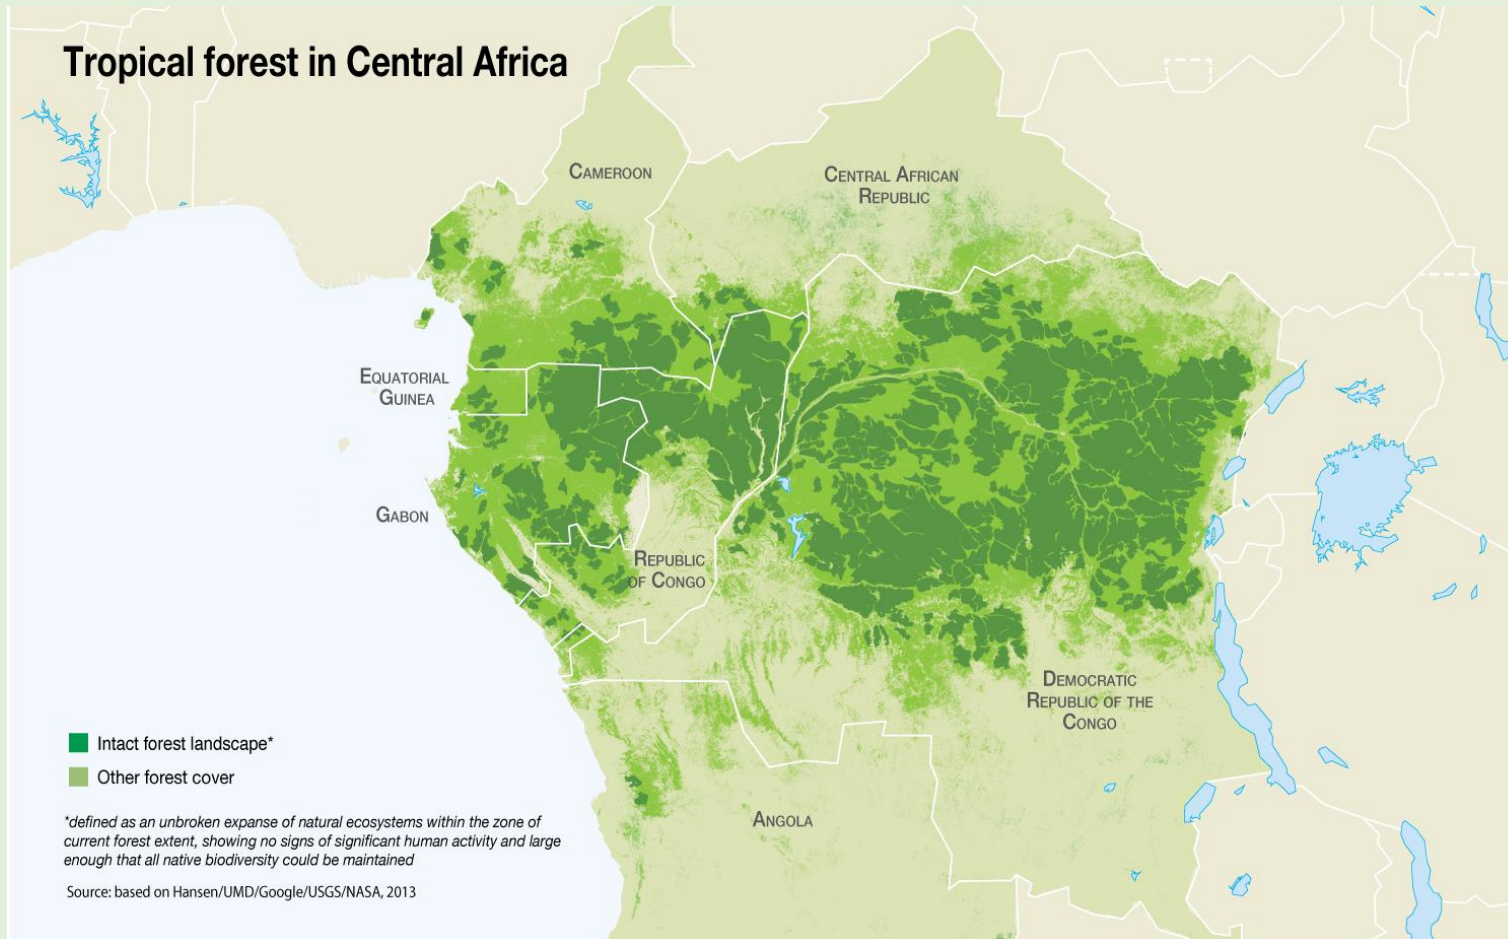 Tropical forest in Central Africa
CAMEROON
CENTRAL AFRICAN
REPUBLIC
EQUATORIAL
GUINEA
GABON
REPUBLIC
OF CONGO
DEMOCRATIC
REPUBLIC OF THE
CONGO
ANGOLA
Intact forest landscape*
Other forest cover
*defined as an unbroken expanse of natural ecosystems within the zone of
current forest extent, showing no signs of significant human activity and large
enough that all native biodiversity could be maintained
Source: based on Hansen/UMD/Google/USGS/NASA, 2013